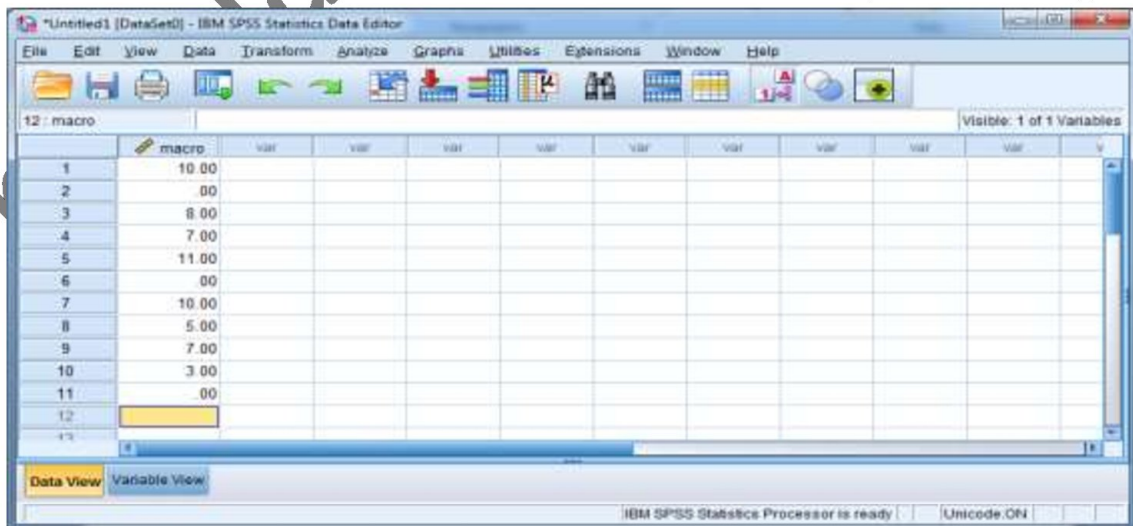 *Untitled1 [DataSet0] - IBM SPSS Statistics Data Editor
File Edit View Data Transform Analyze Graphs Utilities Extensions Window Help
12 : macro
Visible: 1 of 1 Variables
macro var var var var var var var var var v
1 10.00
2 .00
3 8.00
4 7.00
5 11.00
6 .00
7 10.00
8 5.00
9 7.00
10 3.00
11 .00
12
13
Data View Variable View
IBM SPSS Statistics Processor is ready Unicode:ON